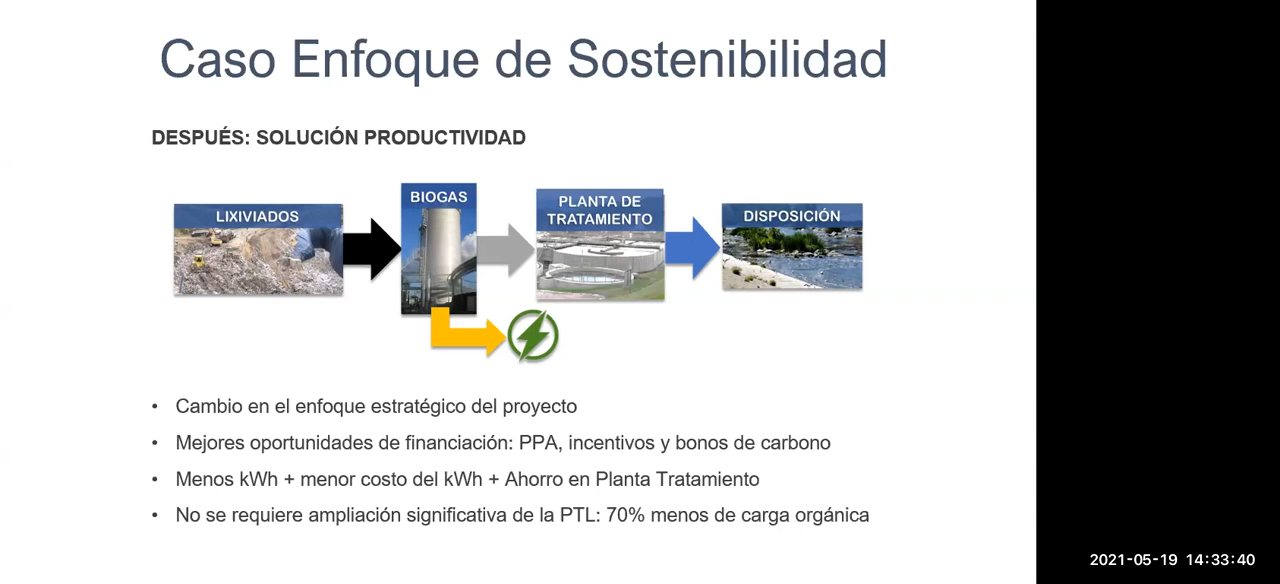 Caso Enfoque de Sostenibilidad
DESPUÉS: SOLUCIÓN PRODUCTIVIDAD
LIXIVIADOS
BIOGAS
PLANTA DE
TRATAMIENTO
DISPOSICIÓN
• Cambio en el enfoque estratégico del proyecto
• Mejores oportunidades de financiación: PPA, incentivos y bonos de carbono
• Menos kWh + menor costo del kWh + Ahorro en Planta Tratamiento
• No se requiere ampliación significativa de la PTL: 70% menos de carga orgánica
2021-05-19 14:33:40